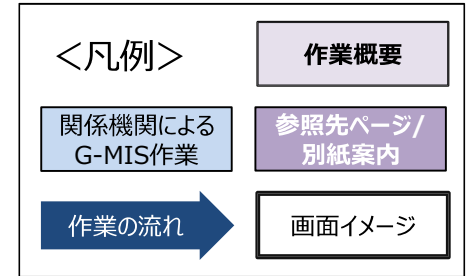 ＜凡例＞
作業概要
関係機関による
G-MIS作業
参照先ページ/
別紙案内
作業の流れ
画面イメージ